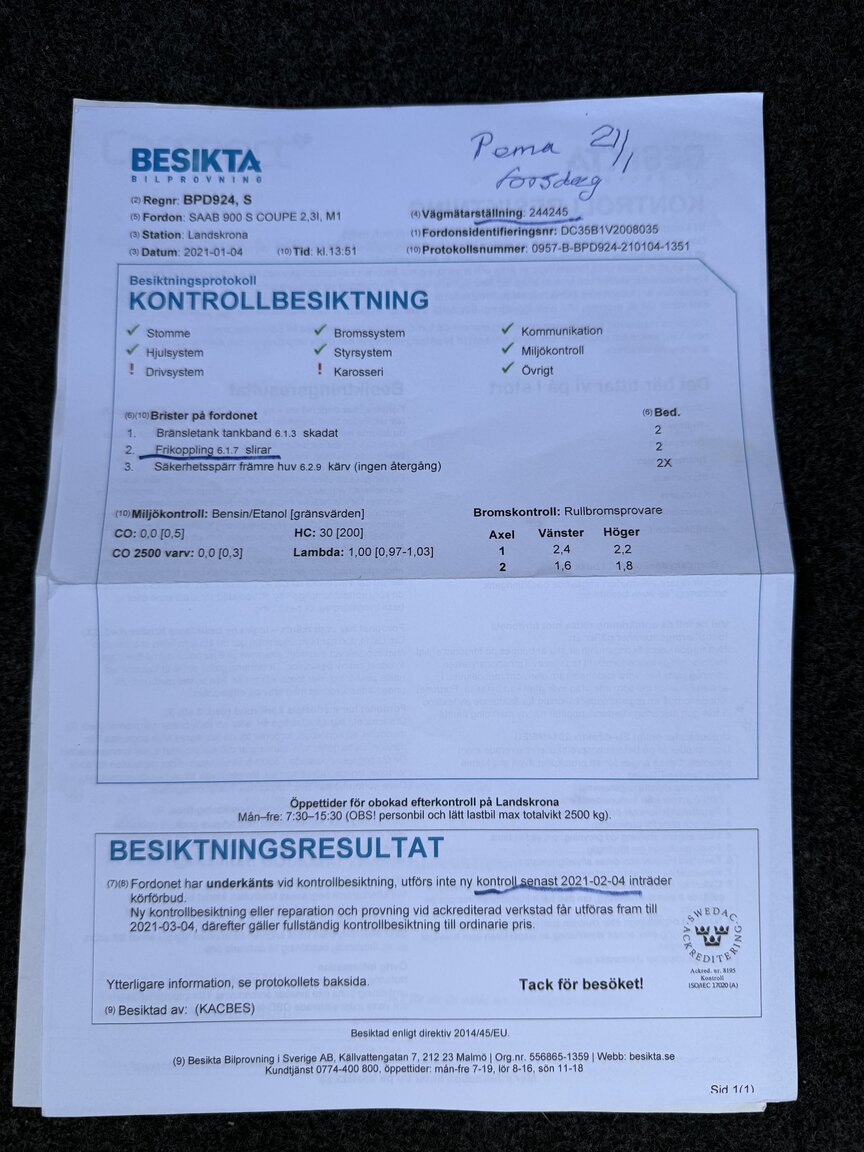 Pema 21/1
torsdag
BESIKTA
BILPROVNING
(2) Regnr: BPD924, S
(5) Fordon: SAAB 900 S COUPE 2,3I, M1
(4) Vägmätarställning: 244245
(3) Station: Landskrona
(1) Fordonsidentifieringsnr: DC35B1V2008035
(3) Datum: 2021-01-04 (10) Tid: kl.13:51
(10) Protokollsnummer: 0957-B-BPD924-210104-1351
Besiktningsprotokoll
KONTROLLBESIKTNING
✓ Stomme ✓ Bromssystem ✓ Kommunikation
✓ Hjulsystem ✓ Styrsystem ✓ Miljökontroll
! Drivsystem ! Karosseri ✓ Övrigt
(6)(10) Brister på fordonet (6) Bed.
1. Bränsletank tankband 6.1.3 skadat 2
2. Frikoppling 6.1.7 slirar 2
3. Säkerhetsspärr främre huv 6.2.9 kärv (ingen återgång) 2X
(10) Miljökontroll: Bensin/Etanol [gränsvärden] Bromskontroll: Rullbromsprovare
CO: 0,0 [0,5] HC: 30 [200] Axel Vänster Höger
CO 2500 varv: 0,0 [0,3] Lambda: 1,00 [0,97-1,03] 1 2,4 2,2
2 1,6 1,8
Öppettider för obokad efterkontroll på Landskrona
Mån–fre: 7:30–15:30 (OBS! personbil och lätt lastbil max totalvikt 2500 kg).
BESIKTNINGSRESULTAT
(7)(8) Fordonet har underkänts vid kontrollbesiktning, utförs inte ny kontroll senast 2021-02-04 inträder
körförbud.
Ny kontrollbesiktning eller reparation och provning vid ackrediterad verkstad får utföras fram till
2021-03-04, därefter gäller fullständig kontrollbesiktning till ordinarie pris.
SWEDAC
ACKREDITERING
Ackred. nr. 8195
Kontroll
ISO/IEC 17020 (A)
Ytterligare information, se protokollets baksida. Tack för besöket!
(9) Besiktad av: (KACBES)
Besiktad enligt direktiv 2014/45/EU.
(9) Besikta Bilprovning i Sverige AB, Källvattengatan 7, 212 23 Malmö | Org.nr. 556865-1359 | Webb: besikta.se
Kundtjänst 0774-400 800, öppettider: mån-fre 7-19, lör 8-16, sön 11-18
Sid 1(1)